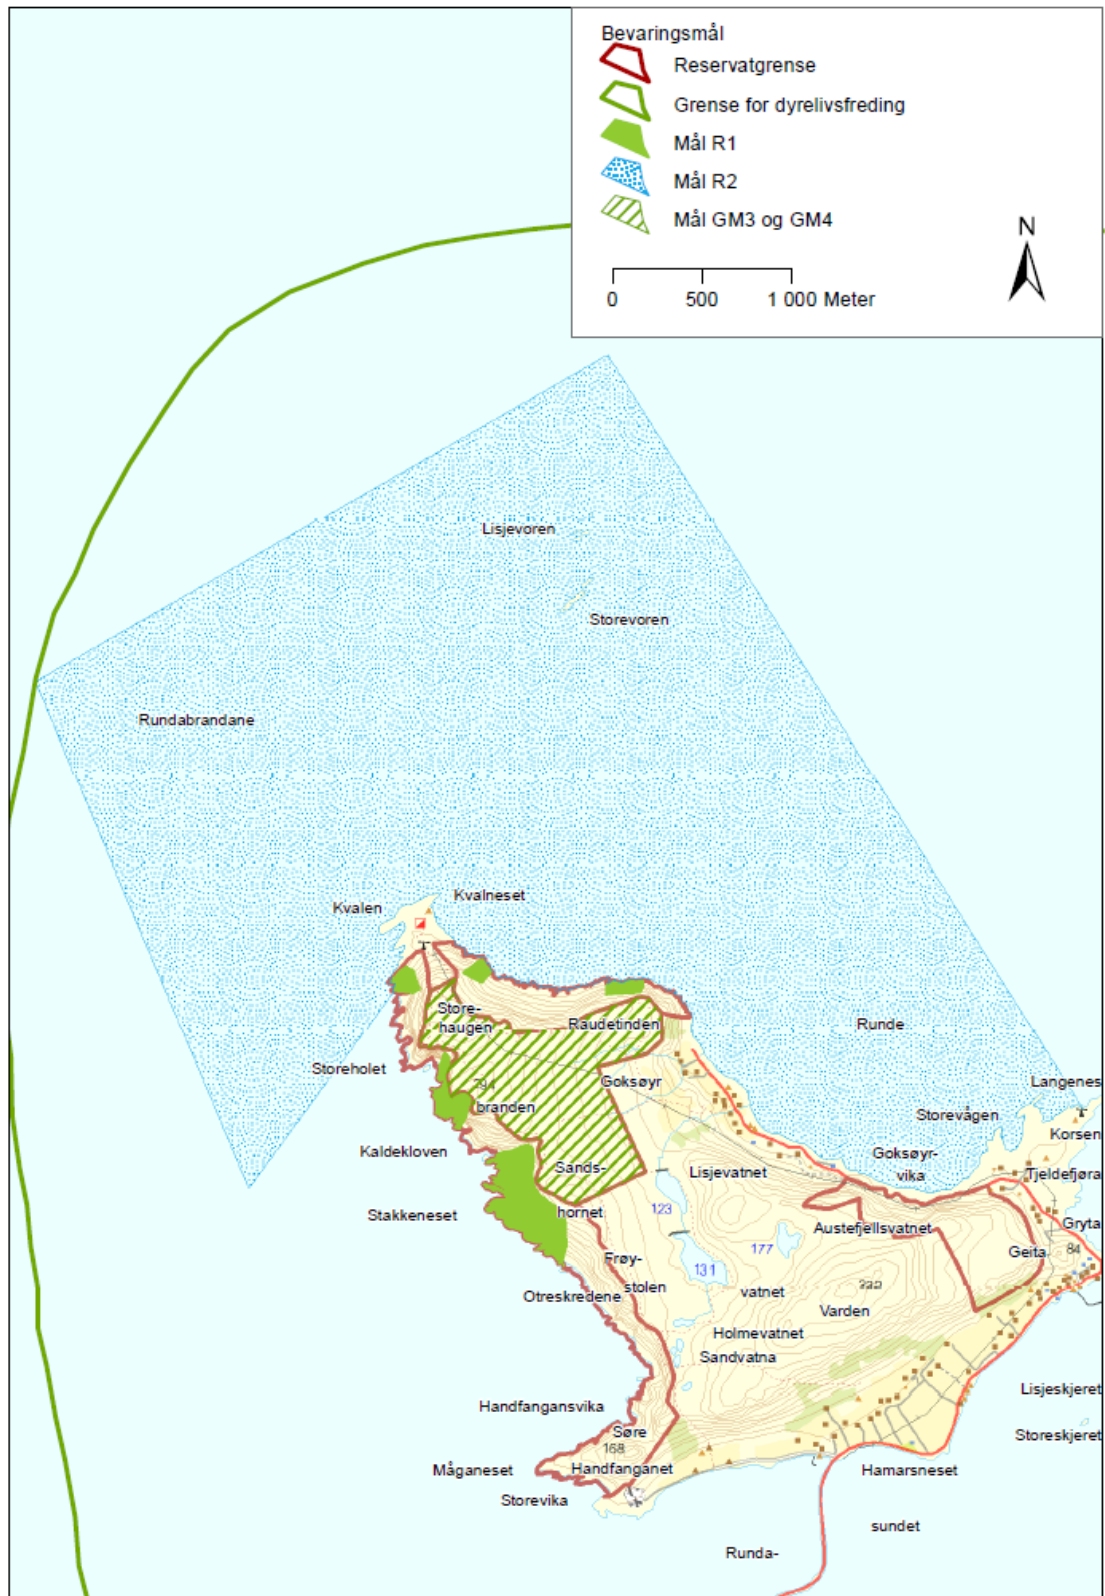 Bevaringsmål
Reservatgrense
Grense for dyrelivsfreding
Mål R1
Mål R2
Mål GM3 og GM4
N
0 500 1 000 Meter
Lisjevoren
Storevoren
Rundabrandane
Kvalneset
Kvalen
Store-
haugen
Raudetinden
Runde
Storeholet
294
Goksøyr
Langenes
branden
Storevågen
Korsen
Kaldekloven
Goksøyr-
vika
Sands-
Lisjevatnet
Tjeldefjøra
Stakkeneset
hornet
123
Austefjellsvatnet
Gryta
177
Geita
84
Frøy-
stolen
131
Otreskredene
vatnet
222
Varden
Holmevatnet
Sandvatna
Lisjeskjeret
Handfangansvika
Søre
Storeskjeret
168
Måganeset
Handfanganet
Hamarsneset
Storevika
sundet
Runda-